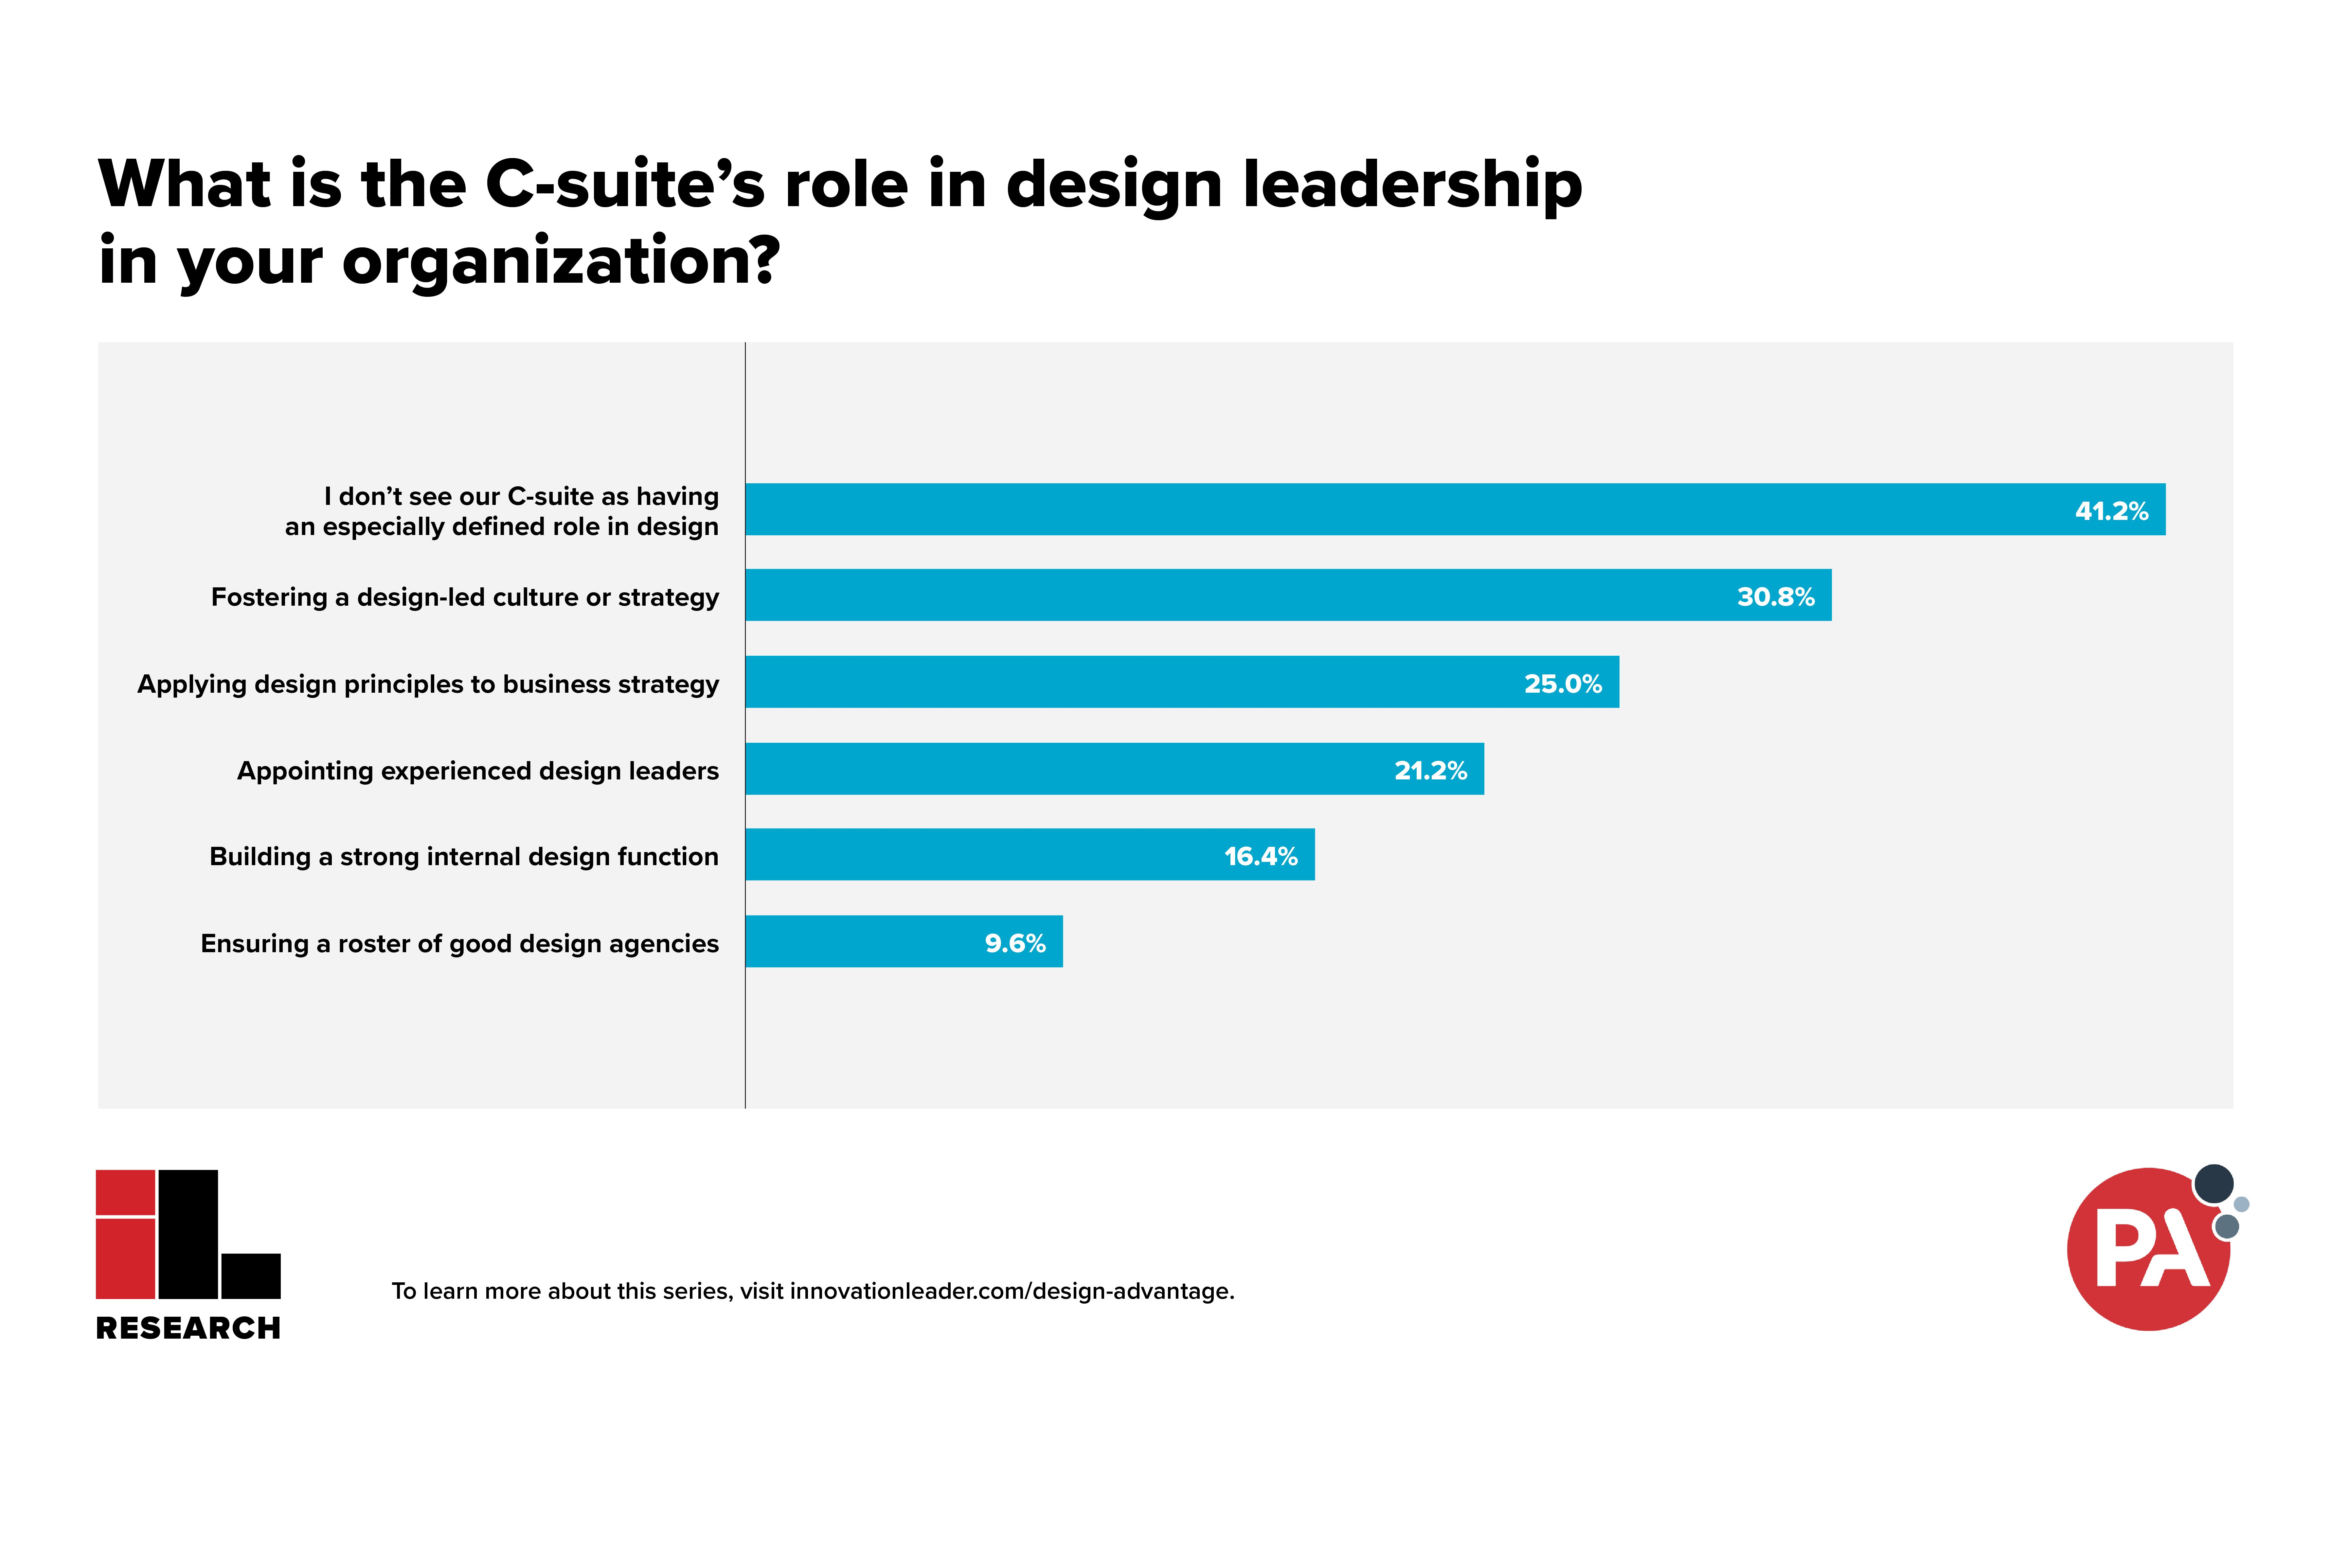 What is the C-suite’s role in design leadership
in your organization?
I don’t see our C-suite as having
an especially defined role in design
41.2%
Fostering a design-led culture or strategy
30.8%
Applying design principles to business strategy
25.0%
Appointing experienced design leaders
21.2%
Building a strong internal design function
16.4%
Ensuring a roster of good design agencies
9.6%
iL
RESEARCH
To learn more about this series, visit innovationleader.com/design-advantage.
PA